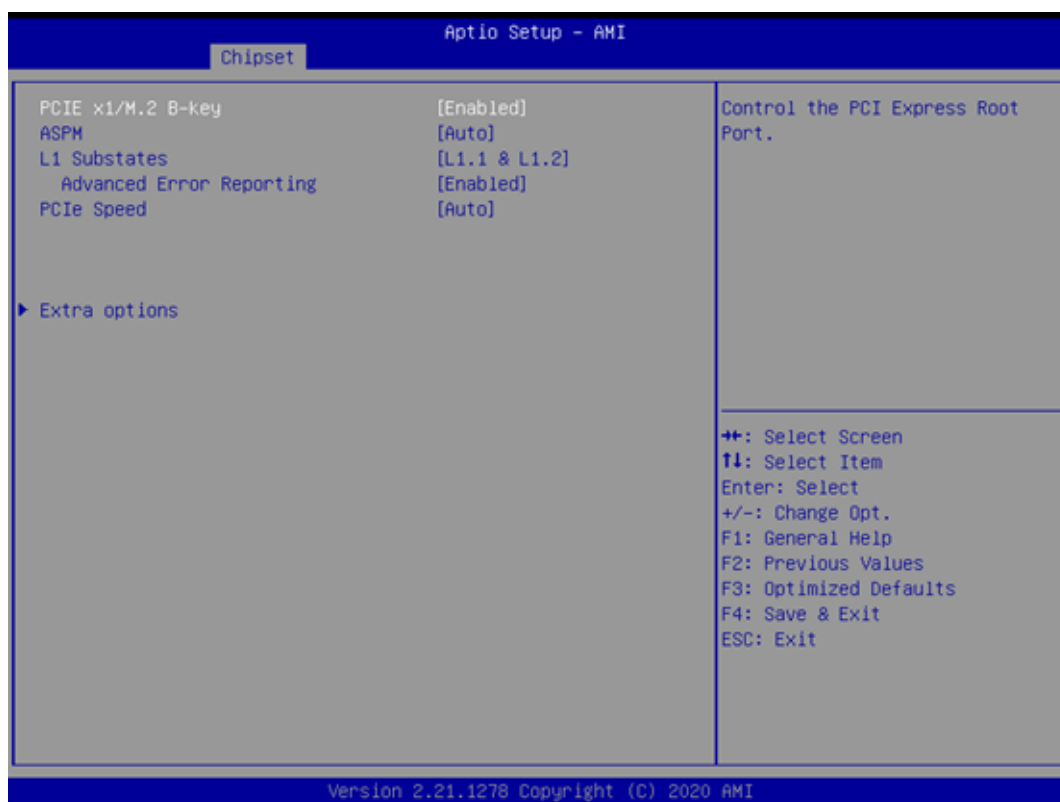 Aptio Setup - AMI
Chipset
PCIE x1/M.2 B-key [Enabled]
ASPM [Auto]
L1 Substates [L1.1 & L1.2]
Advanced Error Reporting [Enabled]
PCIe Speed [Auto]
Extra options
Control the PCI Express Root
Port.
→←: Select Screen
↑↓: Select Item
Enter: Select
+/-: Change Opt.
F1: General Help
F2: Previous Values
F3: Optimized Defaults
F4: Save & Exit
ESC: Exit
Version 2.21.1278 Copyright (C) 2020 AMI